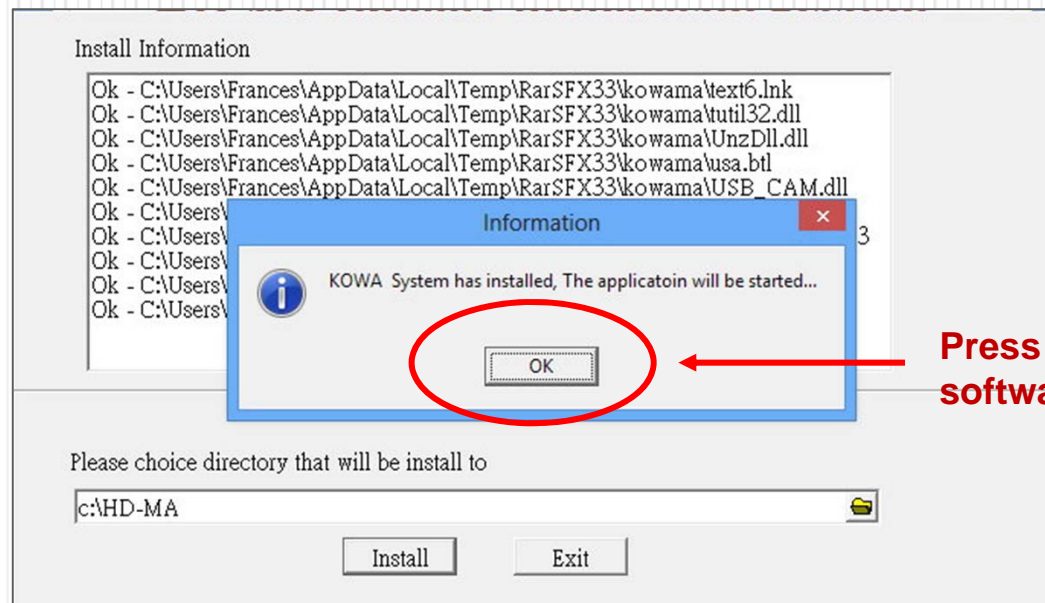 Install Information
Ok - C:\Users\Frances\AppData\Local\Temp\RarSFX33\kowama\text6.lnk
Ok - C:\Users\Frances\AppData\Local\Temp\RarSFX33\kowama\tutil32.dll
Ok - C:\Users\Frances\AppData\Local\Temp\RarSFX33\kowama\UnzDll.dll
Ok - C:\Users\Frances\AppData\Local\Temp\RarSFX33\kowama\usa.btl
Ok - C:\Users\Frances\AppData\Local\Temp\RarSFX33\kowama\USB_CAM.dll
Ok - C:\Users\
Ok - C:\Users\ 3
Ok - C:\Users\
Ok - C:\Users\
Ok - C:\Users\
Information
KOWA System has installed, The applicatoin will be started...
OK
Press
softwa
Please choice directory that will be install to
c:\HD-MA
Install Exit